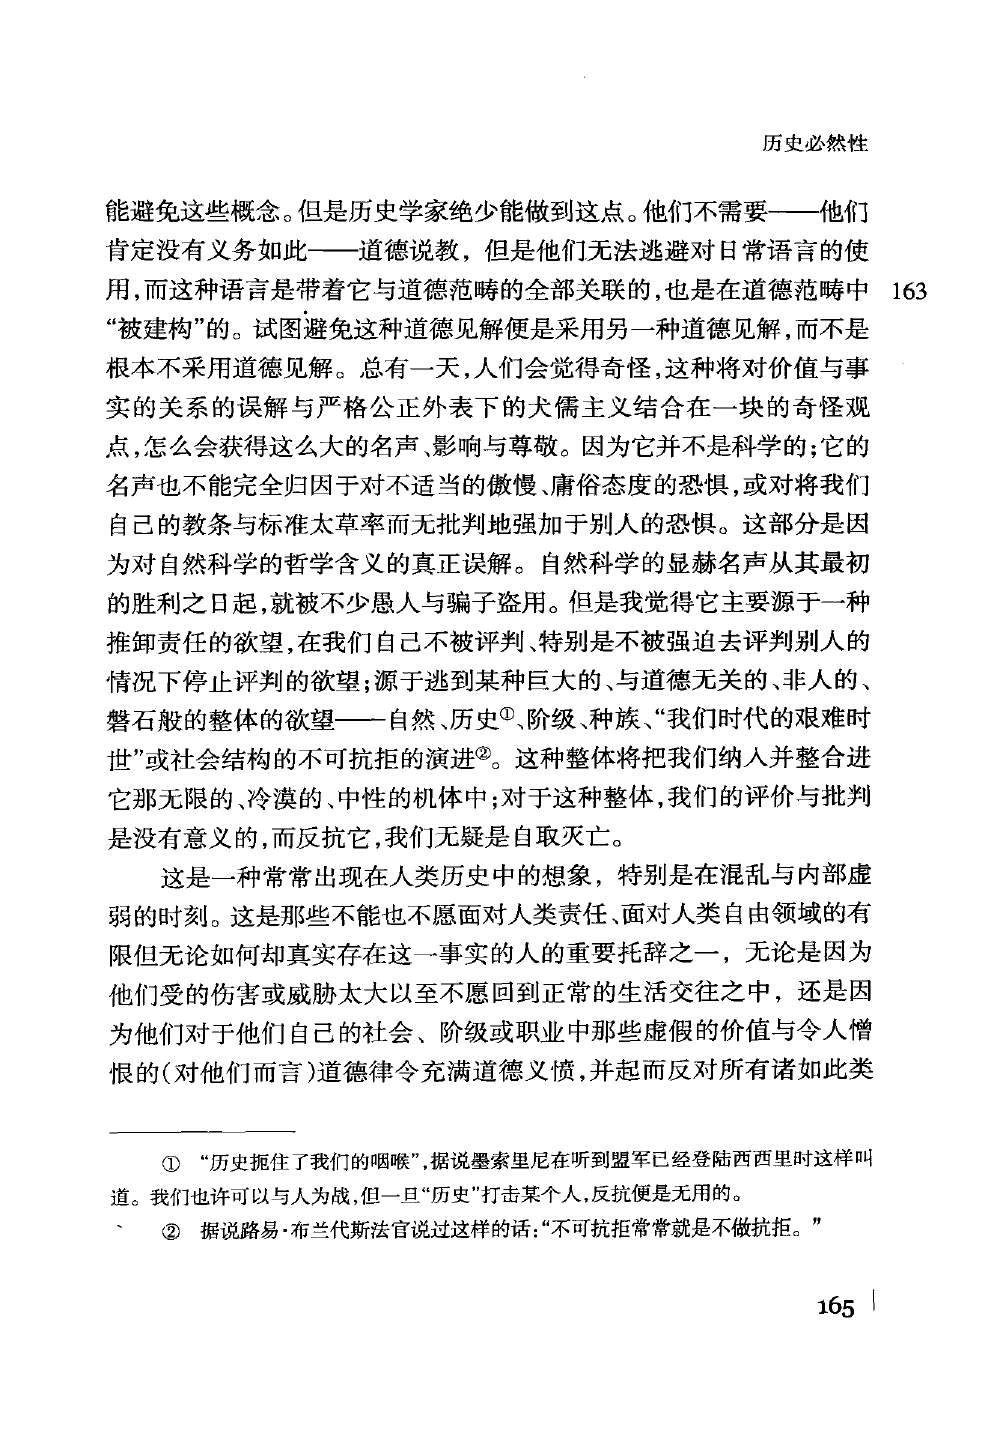 历史必然性
能避免这些概念。但是历史学家绝少能做到这点。他们不需要——他们
肯定没有义务如此——道德说教，但是他们无法逃避对日常语言的使
用，而这种语言是带着它与道德范畴的全部关联的，也是在道德范畴中 163
“被建构”的。试图避免这种道德见解便是采用另一种道德见解，而不是
根本不采用道德见解。总有一天，人们会觉得奇怪，这种将对价值与事
实的关系的误解与严格公正外表下的犬儒主义结合在一块的奇怪观
点，怎么会获得这么大的名声、影响与尊敬。因为它并不是科学的；它的
名声也不能完全归因于对不适当的傲慢、庸俗态度的恐惧，或对将我们
自己的教条与标准太草率而无批判地强加于别人的恐惧。这部分是因
为对自然科学的哲学含义的真正误解。自然科学的显赫名声从其最初
的胜利之日起，就被不少愚人与骗子盗用。但是我觉得它主要源于一种
推卸责任的欲望，在我们自己不被评判、特别是不被强迫去评判别人的
情况下停止评判的欲望；源于逃到某种巨大的、与道德无关的、非人的、
磐石般的整体的欲望——自然、历史①、阶级、种族、“我们时代的艰难时
世”或社会结构的不可抗拒的演进②。这种整体将把我们纳入并整合进
它那无限的、冷漠的、中性的机体中；对于这种整体，我们的评价与批判
是没有意义的，而反抗它，我们无疑是自取灭亡。
这是一种常常出现在人类历史中的想象，特别是在混乱与内部虚
弱的时刻。这是那些不能也不愿面对人类责任、面对人类自由领域的有
限但无论如何却真实存在这一事实的人的重要托辞之一，无论是因为
他们受的伤害或威胁太大以至不愿回到正常的生活交往之中，还是因
为他们对于他们自己的社会、阶级或职业中那些虚假的价值与令人憎
恨的（对他们而言）道德律令充满道德义愤，并起而反对所有诸如此类
① “历史扼住了我们的咽喉”，据说墨索里尼在听到盟军已经登陆西西里时这样叫
道。我们也许可以与人为战，但一旦“历史”打击某个人，反抗便是无用的。
② 据说路易·布兰代斯法官说过这样的话：“不可抗拒常常就是不做抗拒。”
165